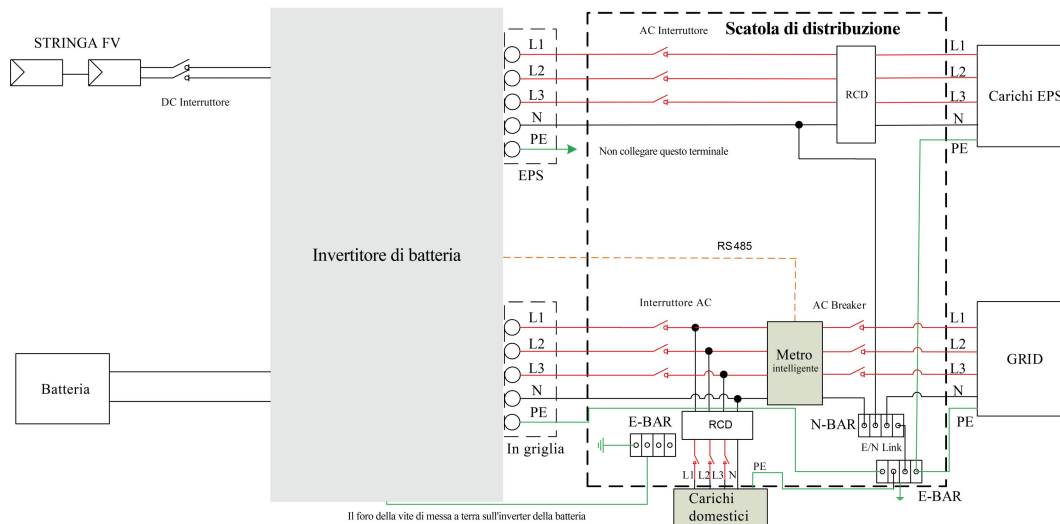 STRINGA FV
DC Interruttore
Batteria
Invertitore di batteria
L1
L2
L3
N
PE
EPS
Non collegare questo terminale
AC Interruttore
Scatola di distribuzione
RCD
L1
L2
L3
N
PE
Carichi EPS
RS485
L1
L2
L3
N
PE
In griglia
Interruttore AC
AC Breaker
Metro
intelligente
L1
L2
L3
N
PE
GRID
E-BAR
RCD
N-BAR
E/N Link
L1
L2
L3
N
PE
E-BAR
Carichi
domestici
Il foro della vite di messa a terra sull'inverter della batteria